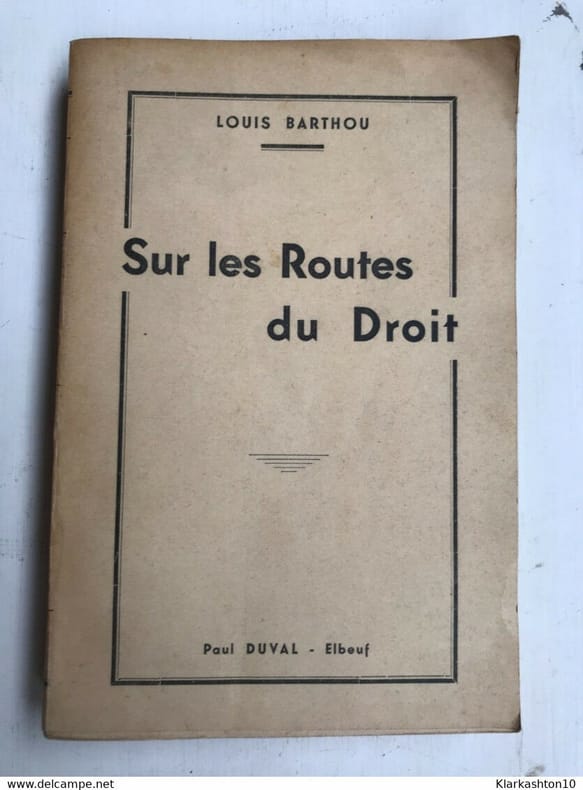 LOUIS BARTHOU
Sur les Routes
du Droit
Paul DUVAL - Elbeuf
www.delcampe.net
Klarkashton10